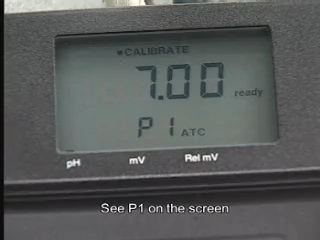 CALIBRATE
7.00 ready
P1 ATC
pH mV Rel mV
See P1 on the screen